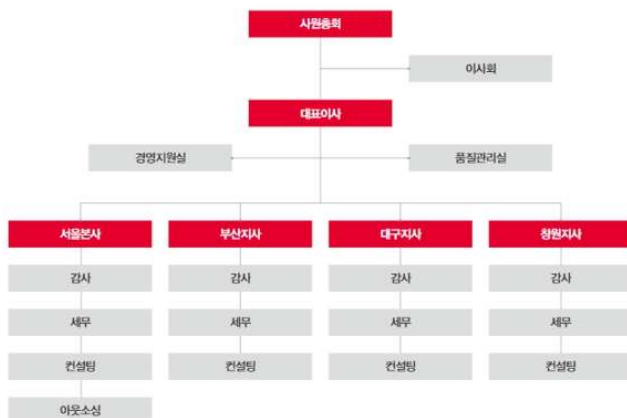 사원총회
이사회
대표이사
경영지원실 품질관리실
서울본사 부산지사 대구지사 창원지사
감사 감사 감사 감사
세무 세무 세무 세무
컨설팅 컨설팅 컨설팅 컨설팅
아웃소싱